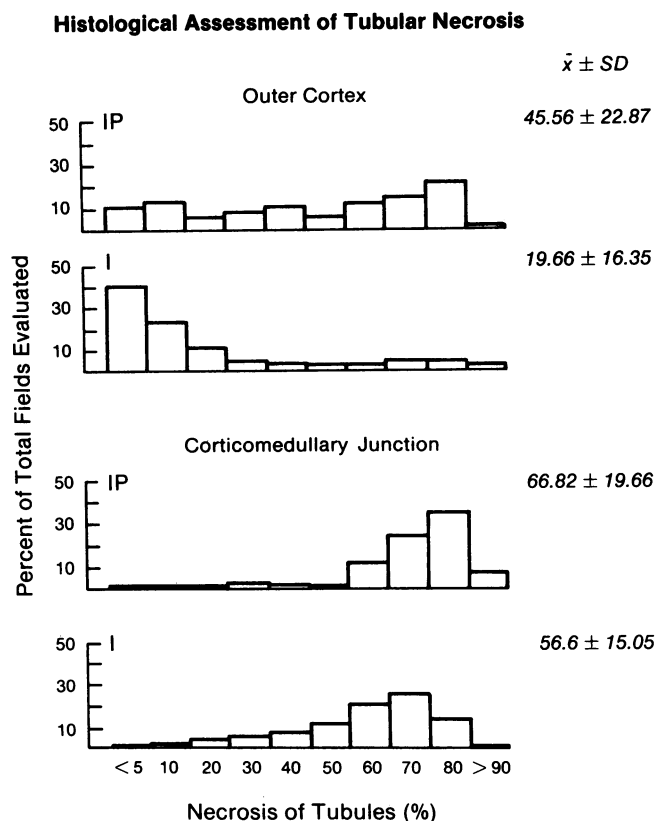 Histological Assessment of Tubular Necrosis
x̄ ± SD
Outer Cortex
45.56 ± 22.87
IP
50
30
10
19.66 ± 16.35
I
50
30
10
Percent of Total Fields Evaluated
Corticomedullary Junction
66.82 ± 19.66
IP
50
30
10
56.6 ± 15.05
I
50
30
10
< 5 10 20 30 40 50 60 70 80 > 90
Necrosis of Tubules (%)